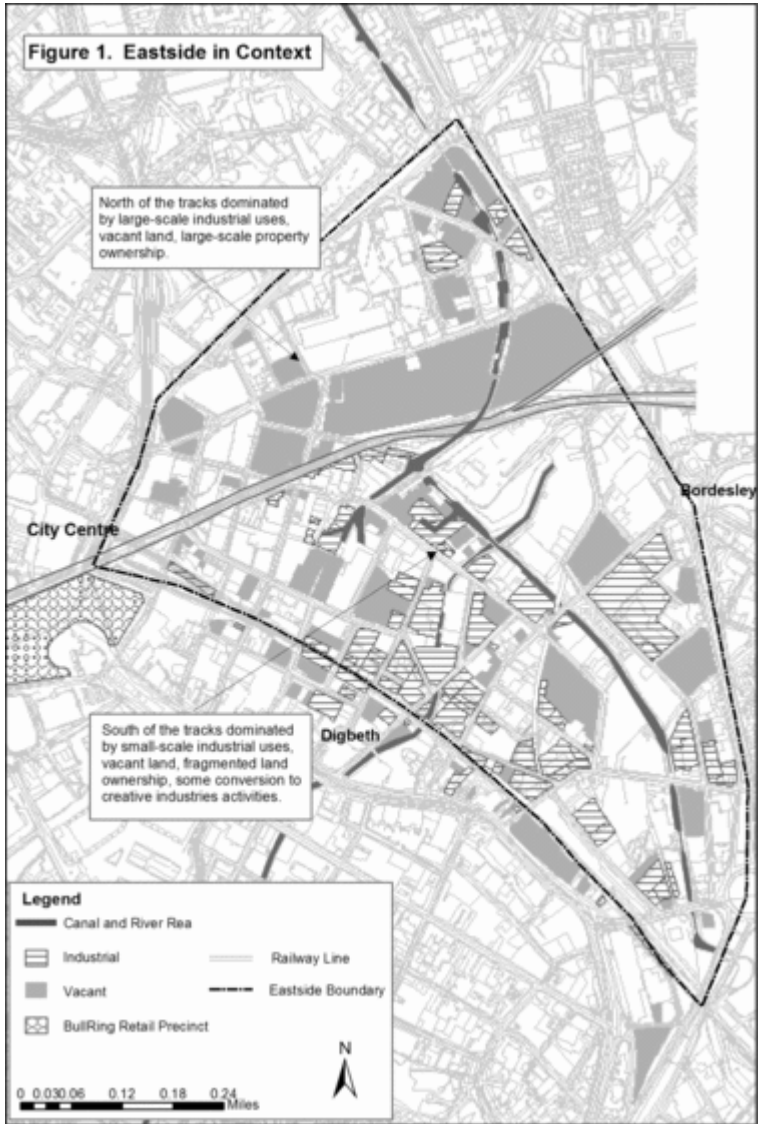 Figure 1. Eastside in Context
North of the tracks dominated
by large-scale industrial uses,
vacant land, large-scale property
ownership.
Bordesley
City Centre
South of the tracks dominated
by small-scale industrial uses,
vacant land, fragmented land
ownership, some conversion to
creative industries activities.
Digbeth
Legend
Canal and River Rea
Industrial
Railway Line
Vacant
Eastside Boundary
BullRing Retail Precinct
N
0 0.03 0.06 0.12 0.18 0.24
Miles